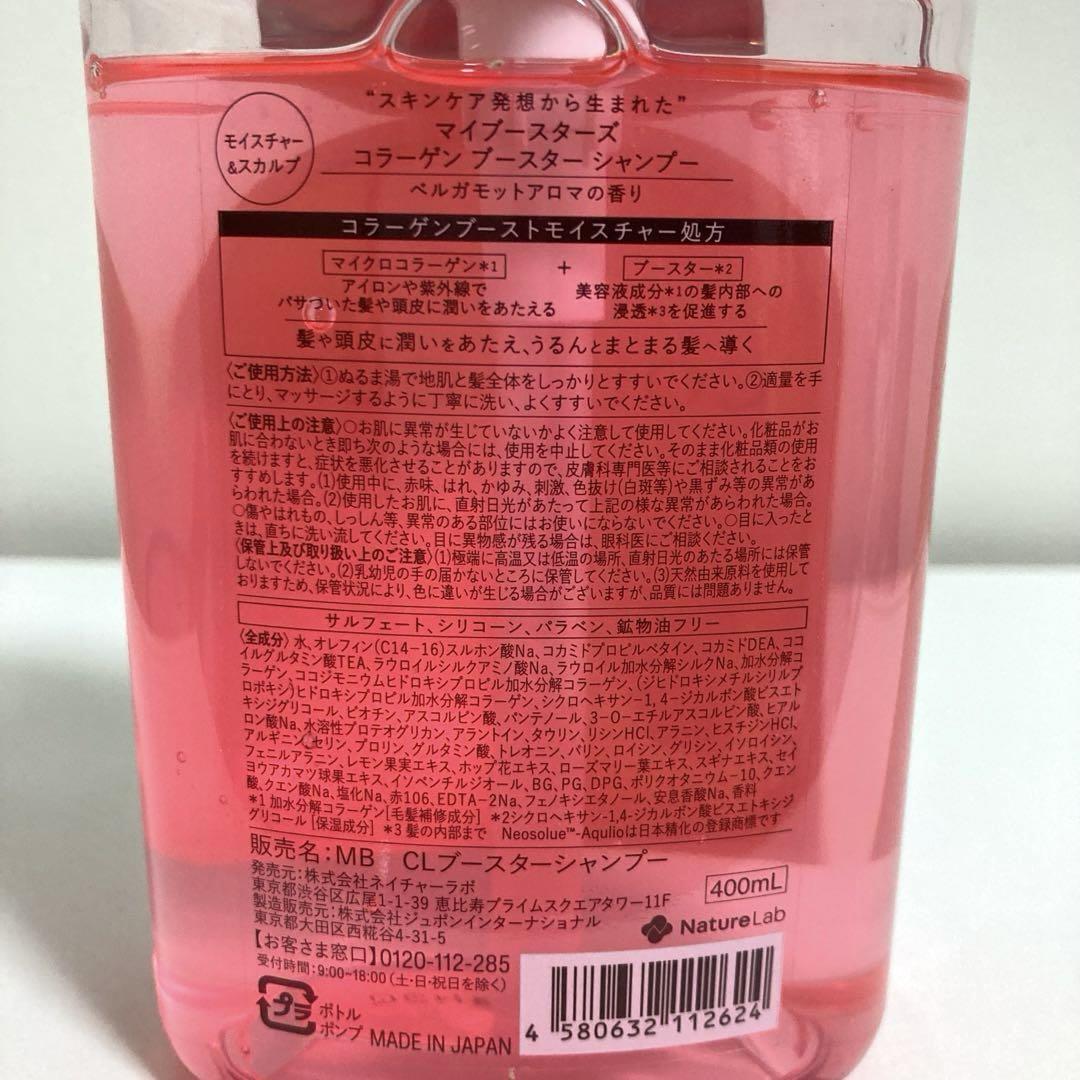 "スキンケア発想から生まれた"
マイブースターズ
コラーゲン ブースター シャンプー
ベルガモットアロマの香り
モイスチャー
&スカルプ
コラーゲンブーストモイスチャー処方
マイクロコラーゲン*1
アイロンや紫外線で
パサついた髪や頭皮に潤いをあたえる
+
ブースター*2
美容液成分*1の髪内部への
浸透*3を促進する
髪や頭皮に潤いをあたえ、うるんとまとまる髪へ導く
〈ご使用方法〉①ぬるま湯で地肌と髪全体をしっかりとすすいでください。②適量を手
にとり、マッサージするように丁寧に洗い、よくすすいでください。
〈ご使用上の注意〉○お肌に異常が生じていないかよく注意して使用してください。化粧品がお
肌に合わないとき即ち次のような場合には、使用を中止してください。そのまま化粧品類の使用
を続けますと、症状を悪化させることがありますので、皮膚科専門医等にご相談されることをお
すすめします。(1)使用中に、赤味、はれ、かゆみ、刺激、色抜け(白斑等)や黒ずみ等の異常があ
らわれた場合。(2)使用したお肌に、直射日光があたって上記の様な異常があらわれた場合。
○傷やはれもの、しっしん等、異常のある部位にはお使いにならないでください。○目に入ったと
きは、直ちに洗い流してください。目に異物感が残る場合は、眼科医にご相談ください。
〈保管上及び取り扱い上のご注意〉(1)極端に高温又は低温の場所、直射日光のあたる場所には保管
しないでください。(2)乳幼児の手の届かないところに保管してください。(3)天然由来原料を使用して
おりますため、保管状況により、色に違いが生じる場合がございますが、品質には問題ありません。
サルフェート、シリコーン、パラベン、鉱物油フリー
〈全成分〉水、オレフィン(C14-16)スルホン酸Na、コカミドプロピルベタイン、コカミドDEA、ココ
イルグルタミン酸TEA、ラウロイルシルクアミノ酸Na、ラウロイル加水分解シルクNa、加水分解コ
ラーゲン、ココジモニウムヒドロキシプロピル加水分解コラーゲン、(ジヒドロキシメチルシリルプ
ロポキシ)ヒドロキシプロピル加水分解コラーゲン、シクロヘキサン-1, 4-ジカルボン酸ビスエト
キシジグリコール、ビオチン、アスコルビン酸、パンテノール、3-O-エチルアスコルビン酸、ヒアル
ロン酸Na、水溶性プロテオグリカン、アラントイン、タウリン、リシンHCl、アラニン、ヒスチジンHCl、
アルギニン、セリン、プロリン、グルタミン酸、トレオニン、バリン、ロイシン、グリシン、イソロイシン、
フェニルアラニン、レモン果実エキス、ホップ花エキス、ローズマリー葉エキス、スギナエキス、セイ
ヨウアカマツ球果エキス、イソペンチルジオール、BG、PG、DPG、ポリクオタニウム-10、クエン
酸、クエン酸Na、塩化Na、赤106、EDTA-2Na、フェノキシエタノール、安息香酸Na、香料
*1 加水分解コラーゲン[毛髪補修成分] *2シクロヘキサン-1,4-ジカルボン酸ビスエトキシジ
グリコール [保湿成分] *3 髪の内部まで Neosolue™-Aqulioは日本精化の登録商標です
販売名:MB CLブースターシャンプー
発売元:株式会社ネイチャーラボ
東京都渋谷区広尾1-1-39 恵比寿プライムスクエアタワー11F
製造販売元:株式会社ジュポンインターナショナル
東京都大田区西糀谷4-31-5
400mL
NatureLab
【お客さま窓口】0120-112-285
受付時間:9:00~18:00 (土・日・祝日を除く)
プラ
ボトル
ポンプ
MADE IN JAPAN
4 580632 112624